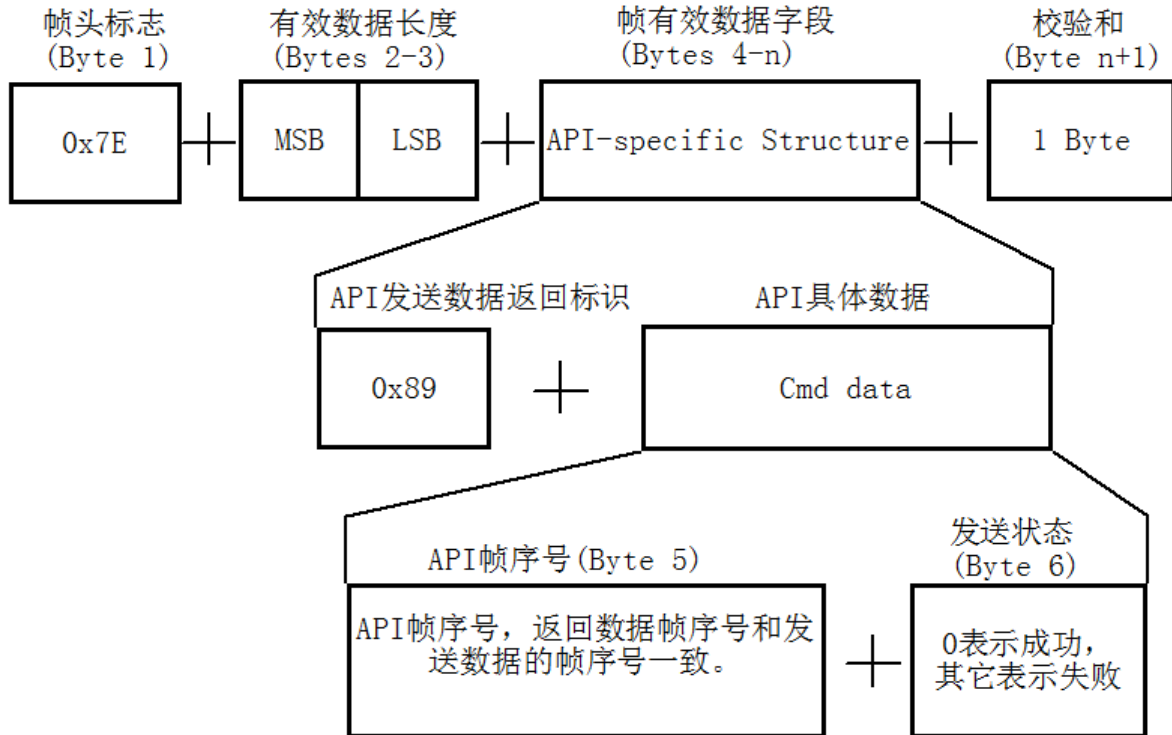 帧头标志
(Byte 1)
有效数据长度
(Bytes 2-3)
帧有效数据字段
(Bytes 4-n)
校验和
(Byte n+1)
0x7E
MSB
LSB
API-specific Structure
1 Byte
API发送数据返回标识
API具体数据
0x89
Cmd data
API帧序号(Byte 5)
发送状态
(Byte 6)
API帧序号，返回数据帧序号和发
送数据的帧序号一致。
0表示成功，
其它表示失败